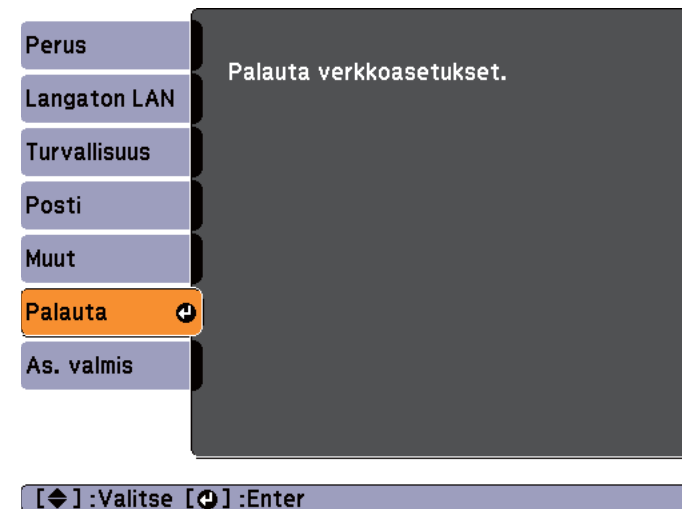 Perus
Langaton LAN
Turvallisuus
Posti
Muut
Palauta
As. valmis
Palauta verkkoasetukset.
[◆] :Valitse [⏎] :Enter